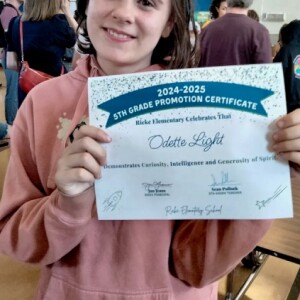 2024-2025
5TH GRADE PROMOTION CERTIFICATE
Rieke Elementary Celebrates That
Odette Light
Demonstrates Curiosity, Intelligence and Generosity of Spirit
Rieke Elementary School